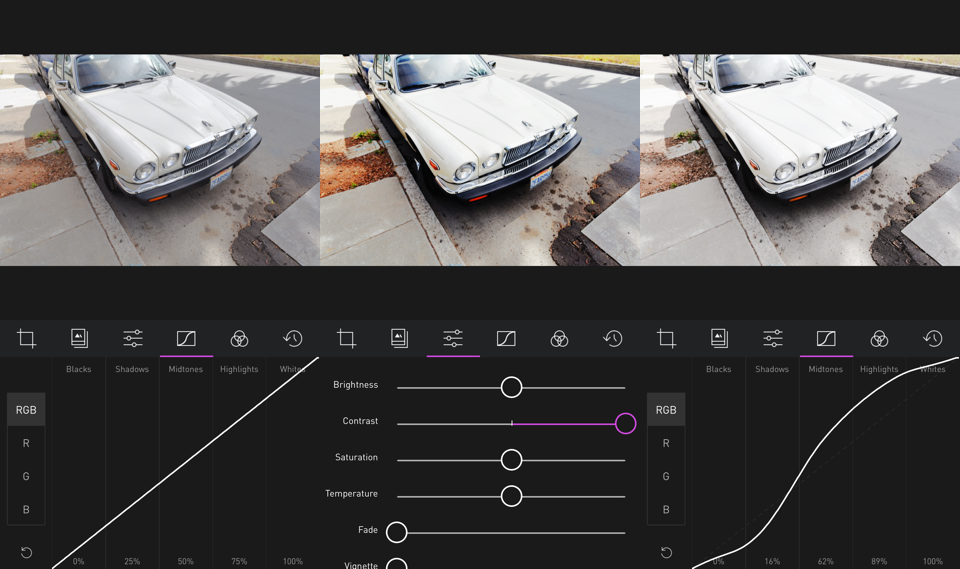 Blacks Shadows Midtones Highlights Whites
RGB
R
G
B
0% 25% 50% 75% 100%
Brightness
Contrast
Saturation
Temperature
Fade
Vignette
Blacks Shadows Midtones Highlights Whites
RGB
R
G
B
0% 16% 62% 89% 100%